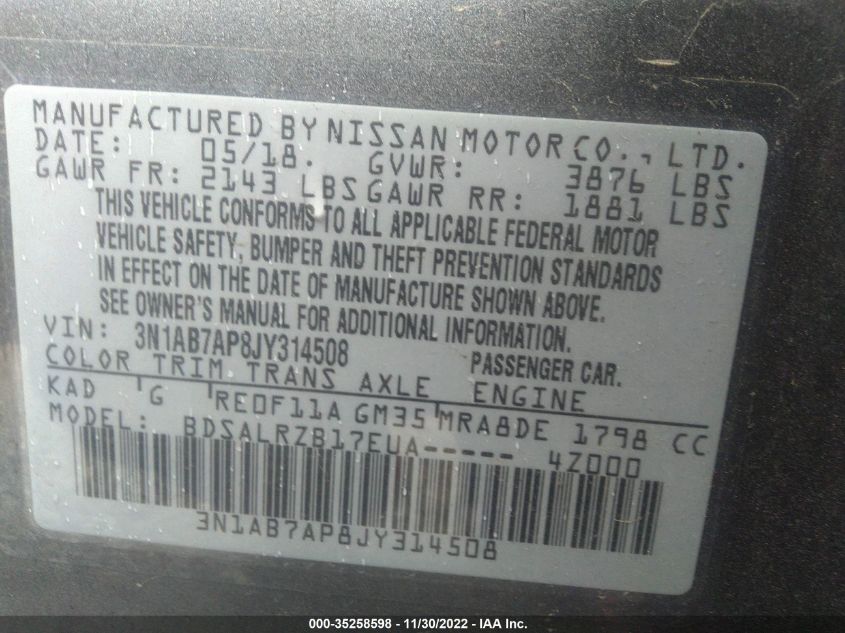 MANUFACTURED BY NISSAN MOTOR CO., LTD.
DATE: 05/18. GVWR: 3876 LBS
GAWR FR: 2143 LBS GAWR RR: 1881 LBS
THIS VEHICLE CONFORMS TO ALL APPLICABLE FEDERAL MOTOR
VEHICLE SAFETY, BUMPER AND THEFT PREVENTION STANDARDS
IN EFFECT ON THE DATE OF MANUFACTURE SHOWN ABOVE.
SEE OWNER'S MANUAL FOR ADDITIONAL INFORMATION.
VIN: 3N1AB7AP8JY314508 PASSENGER CAR.
COLOR TRIM TRANS AXLE ENGINE
KAD G RE0F11A GM35 MRA8DE 1798 CC
MODEL: BDSALRZB17EUA----- 4Z000
3N1AB7AP8JY314508
000-35258598 - 11/30/2022 - IAA Inc.